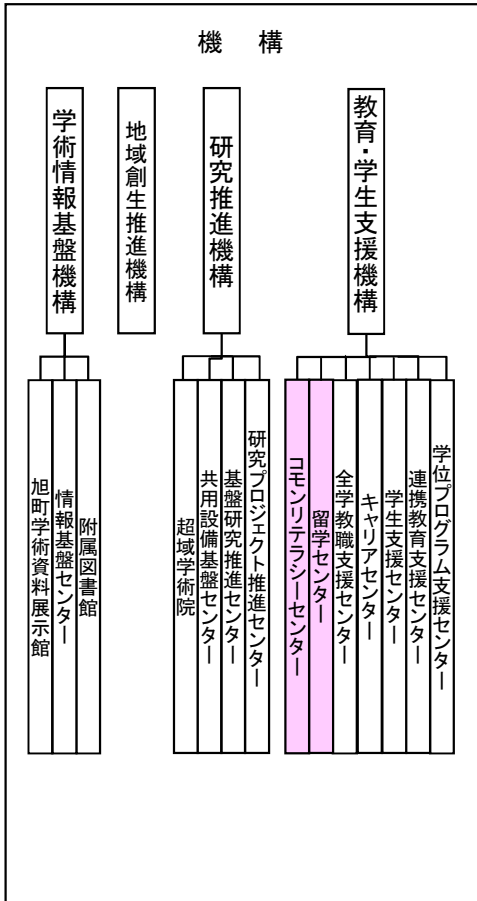 機 構
教育・学生支援機構
研究推進機構
地域創生推進機構
学術情報基盤機構
学位プログラム支援センター
連携教育支援センター
学生支援センター
キャリアセンター
全学教職支援センター
留学センター
コモンリテラシーセンター
研究プロジェクト推進センター
基盤研究推進センター
共用設備基盤センター
超域学術院
附属図書館
情報基盤センター
旭町学術資料展示館